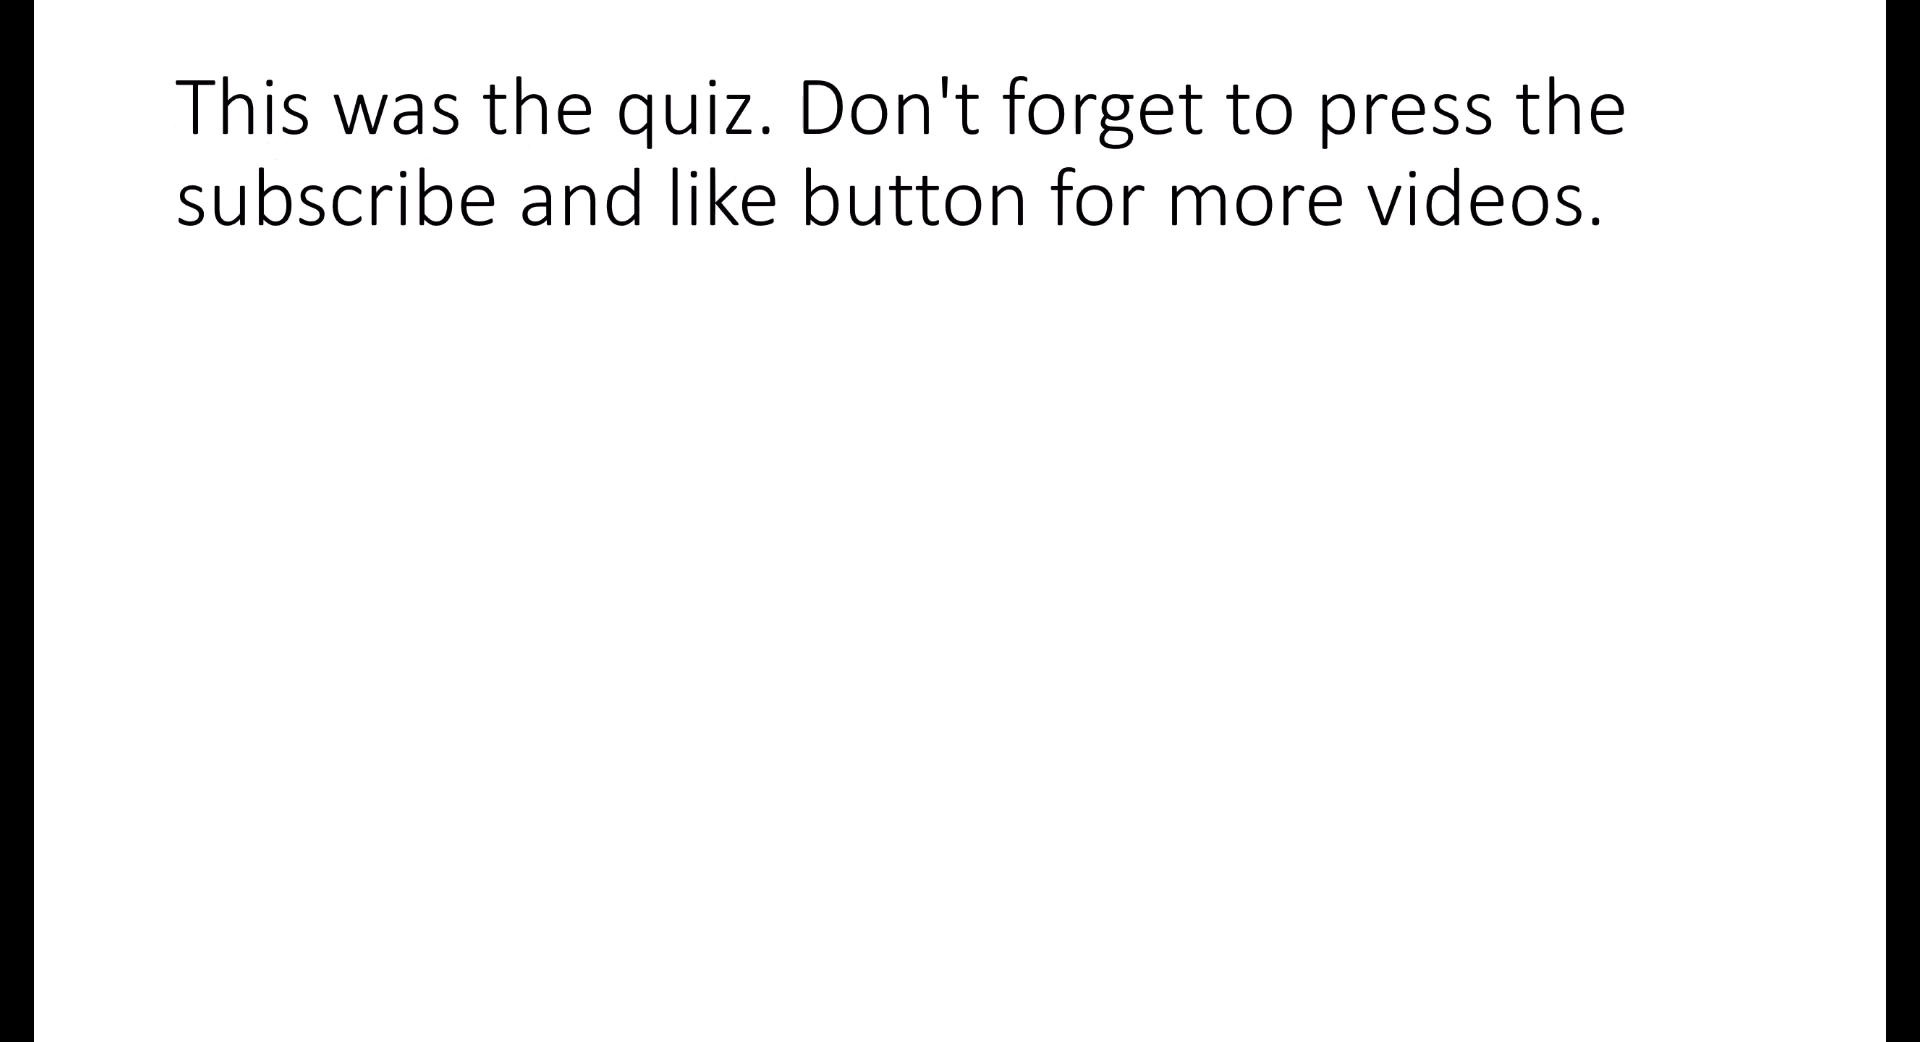 This was the quiz. Don't forget to press the
subscribe and like button for more videos.